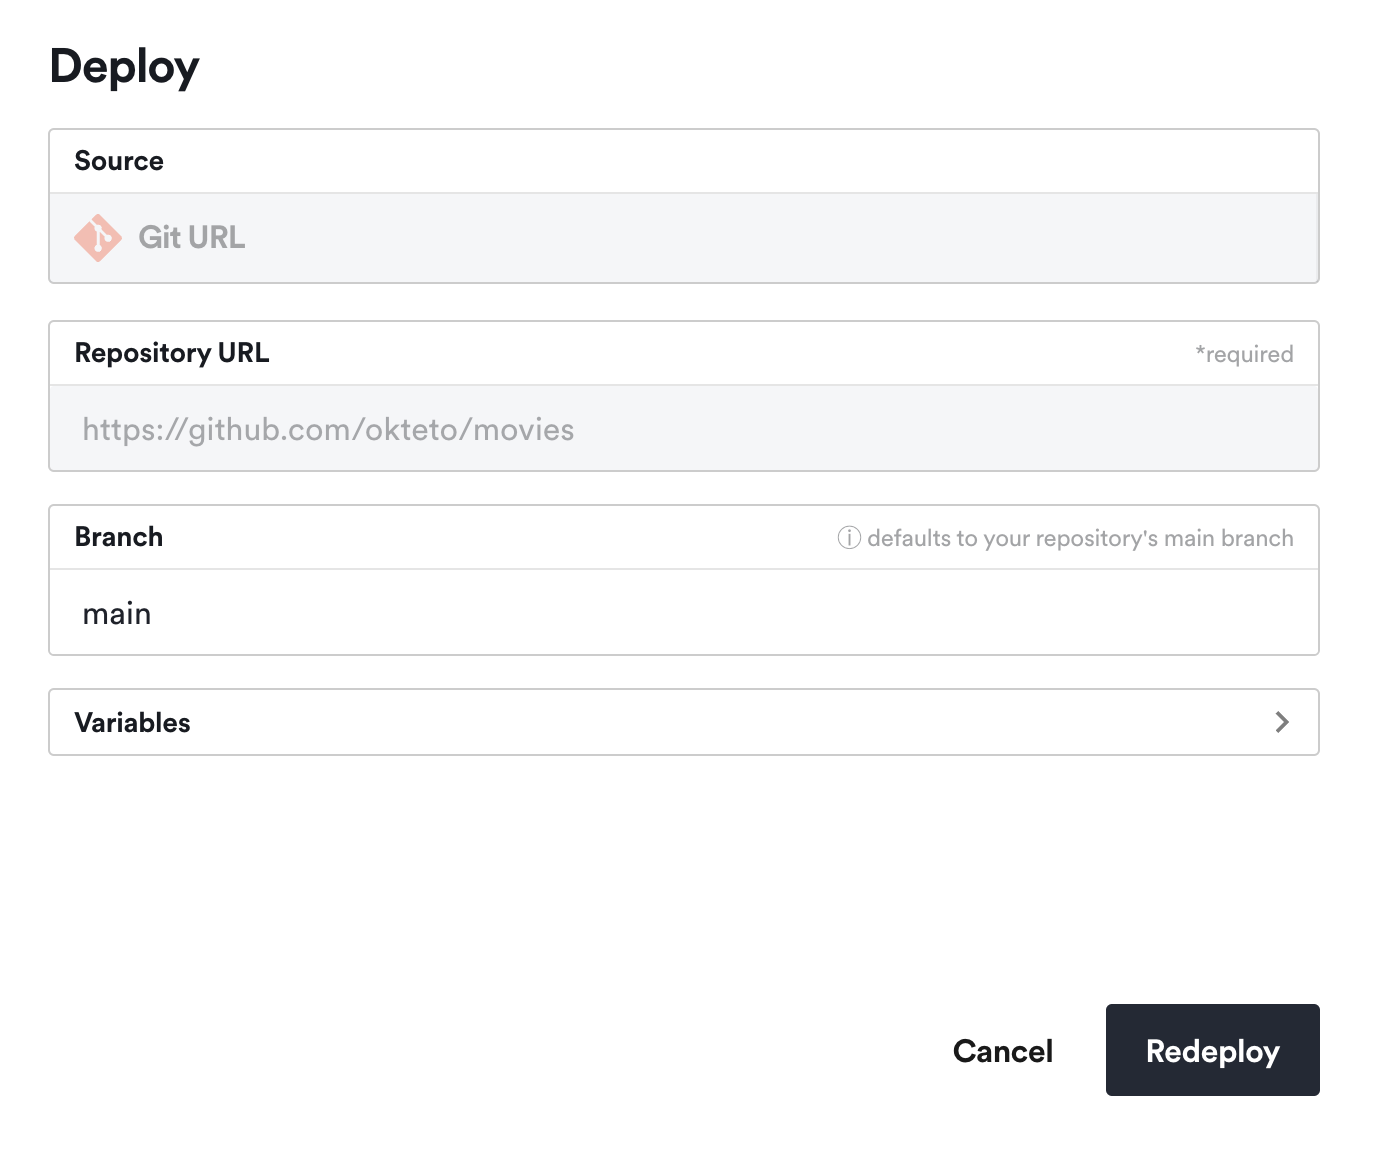 Deploy
Source
Git URL
Repository URL
*required
https://github.com/okteto/movies
Branch
ⓘ defaults to your repository's main branch
main
Variables
Cancel
Redeploy